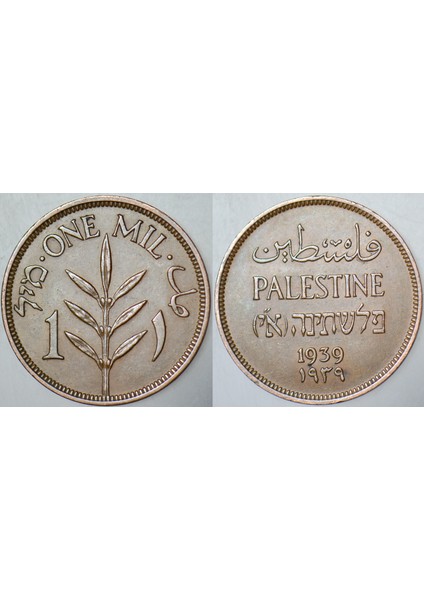 מיל · ONE MIL · مل
1 ١
فلسطين
PALESTINE
פלשתינה (א״י)
1939
١٩٣٩